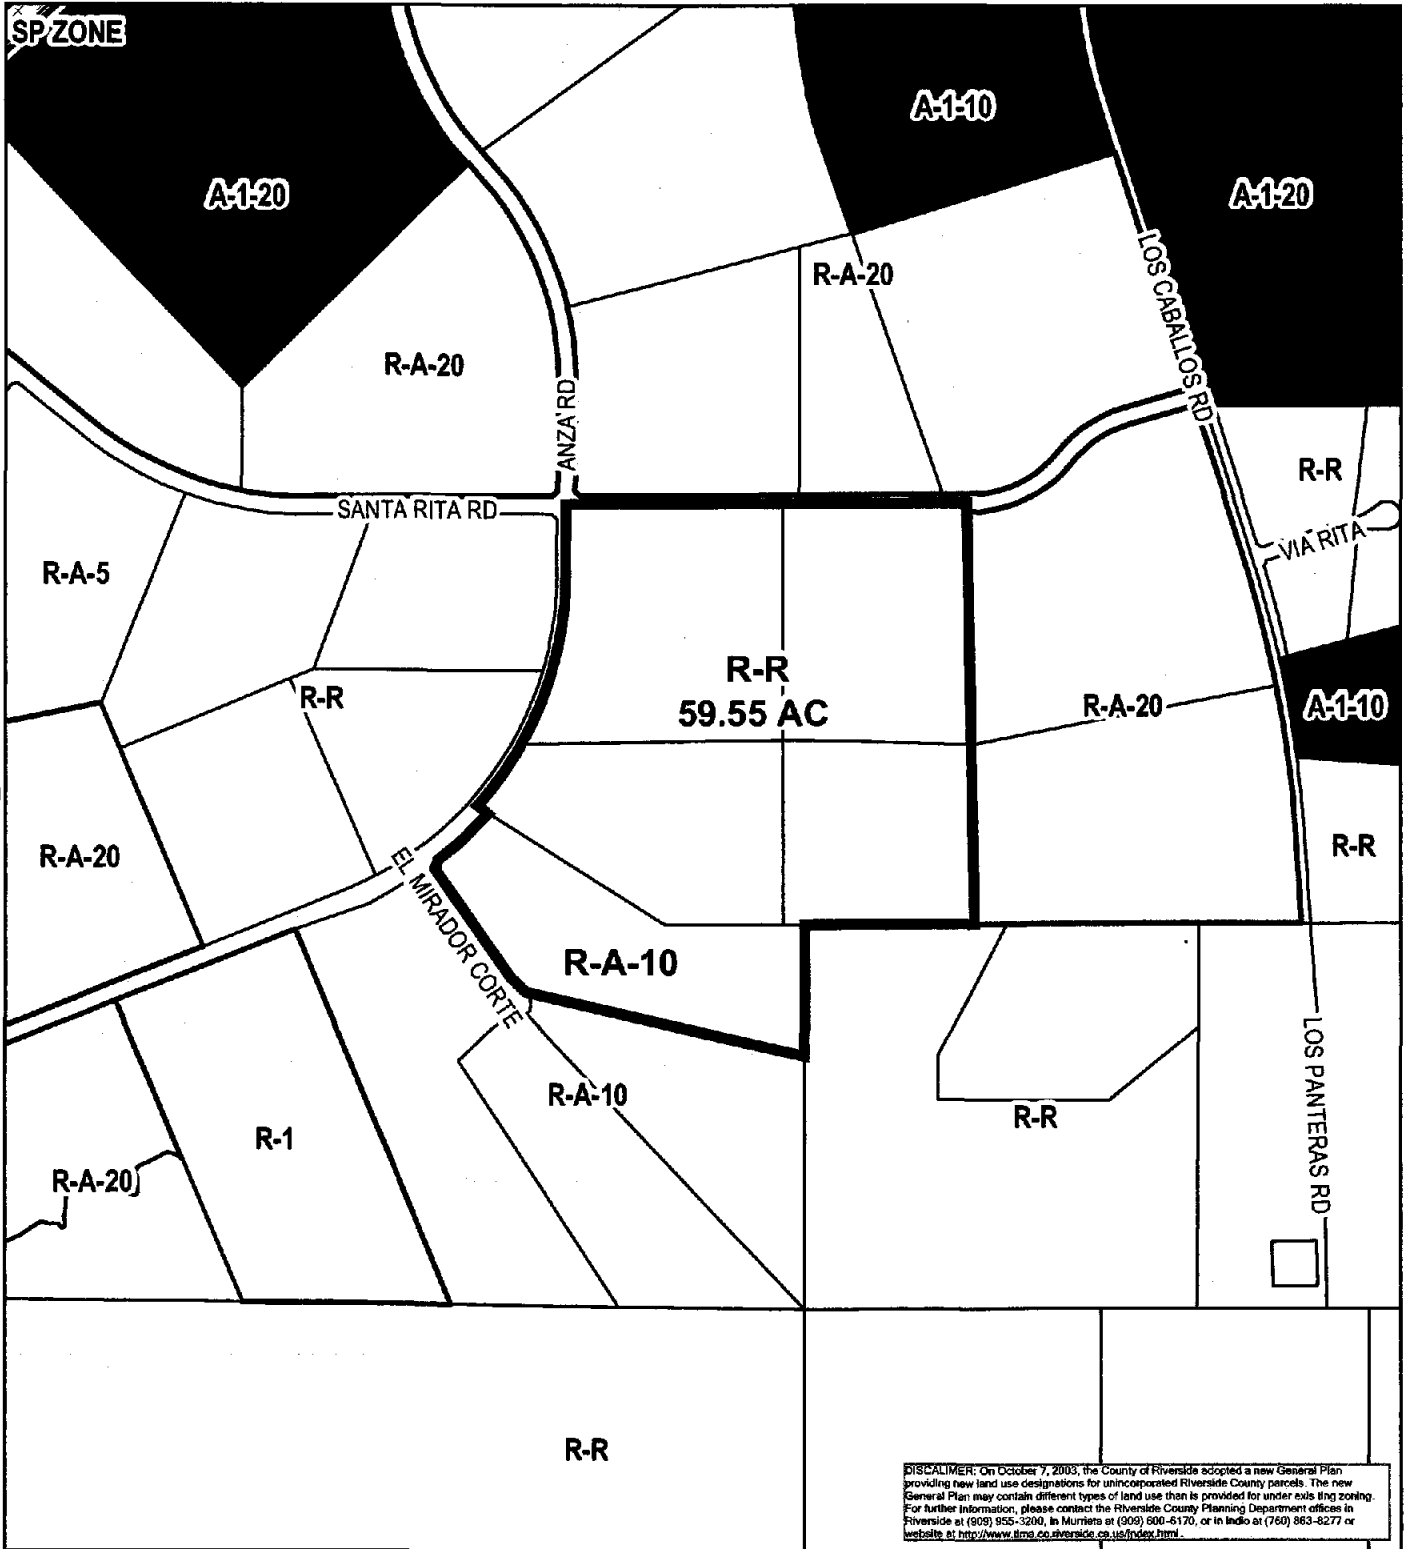 SP ZONE
A-1-10
A-1-20
A-1-20
R-A-20
LOS CABALLOS RD
R-A-20
ANZA RD
R-R
SANTA RITA RD
VIA RITA
R-A-5
R-R
59.55 AC
R-R
R-A-20
A-1-10
R-A-20
R-R
EL MIRADOR CORTE
R-A-10
LOS PANTERAS RD
R-A-10
R-R
R-1
R-A-20
R-R
DISCALIMER: On October 7, 2003, the County of Riverside adopted a new General Plan
providing new land use designations for unincorporated Riverside County parcels. The new
General Plan may contain different types of land use than is provided for under existing zoning.
For further information, please contact the Riverside County Planning Department offices in
Riverside at (909) 955-3200, in Murrieta at (909) 600-6170, or in Indio at (760) 863-8277 or
website at http://www.tlma.co.riverside.ca.us/index.html.